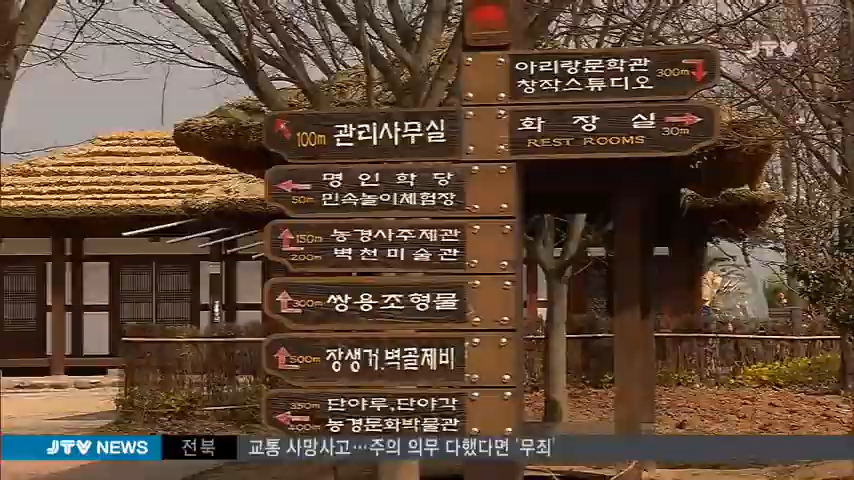 JTV
아리랑문학관
창작스튜디오
300m
화장실
REST ROOMS
30m
100m 관리사무실
명인학당
50m 민속놀이체험장
150m 농경사주제관
200m 벽천미술관
300m 쌍용조형물
500m 장생거.벽골제비
350m 단야루,단야각
400m 농경문화박물관
JTV NEWS 전북 교통 사망사고…주의 의무 다했다면 '무죄'